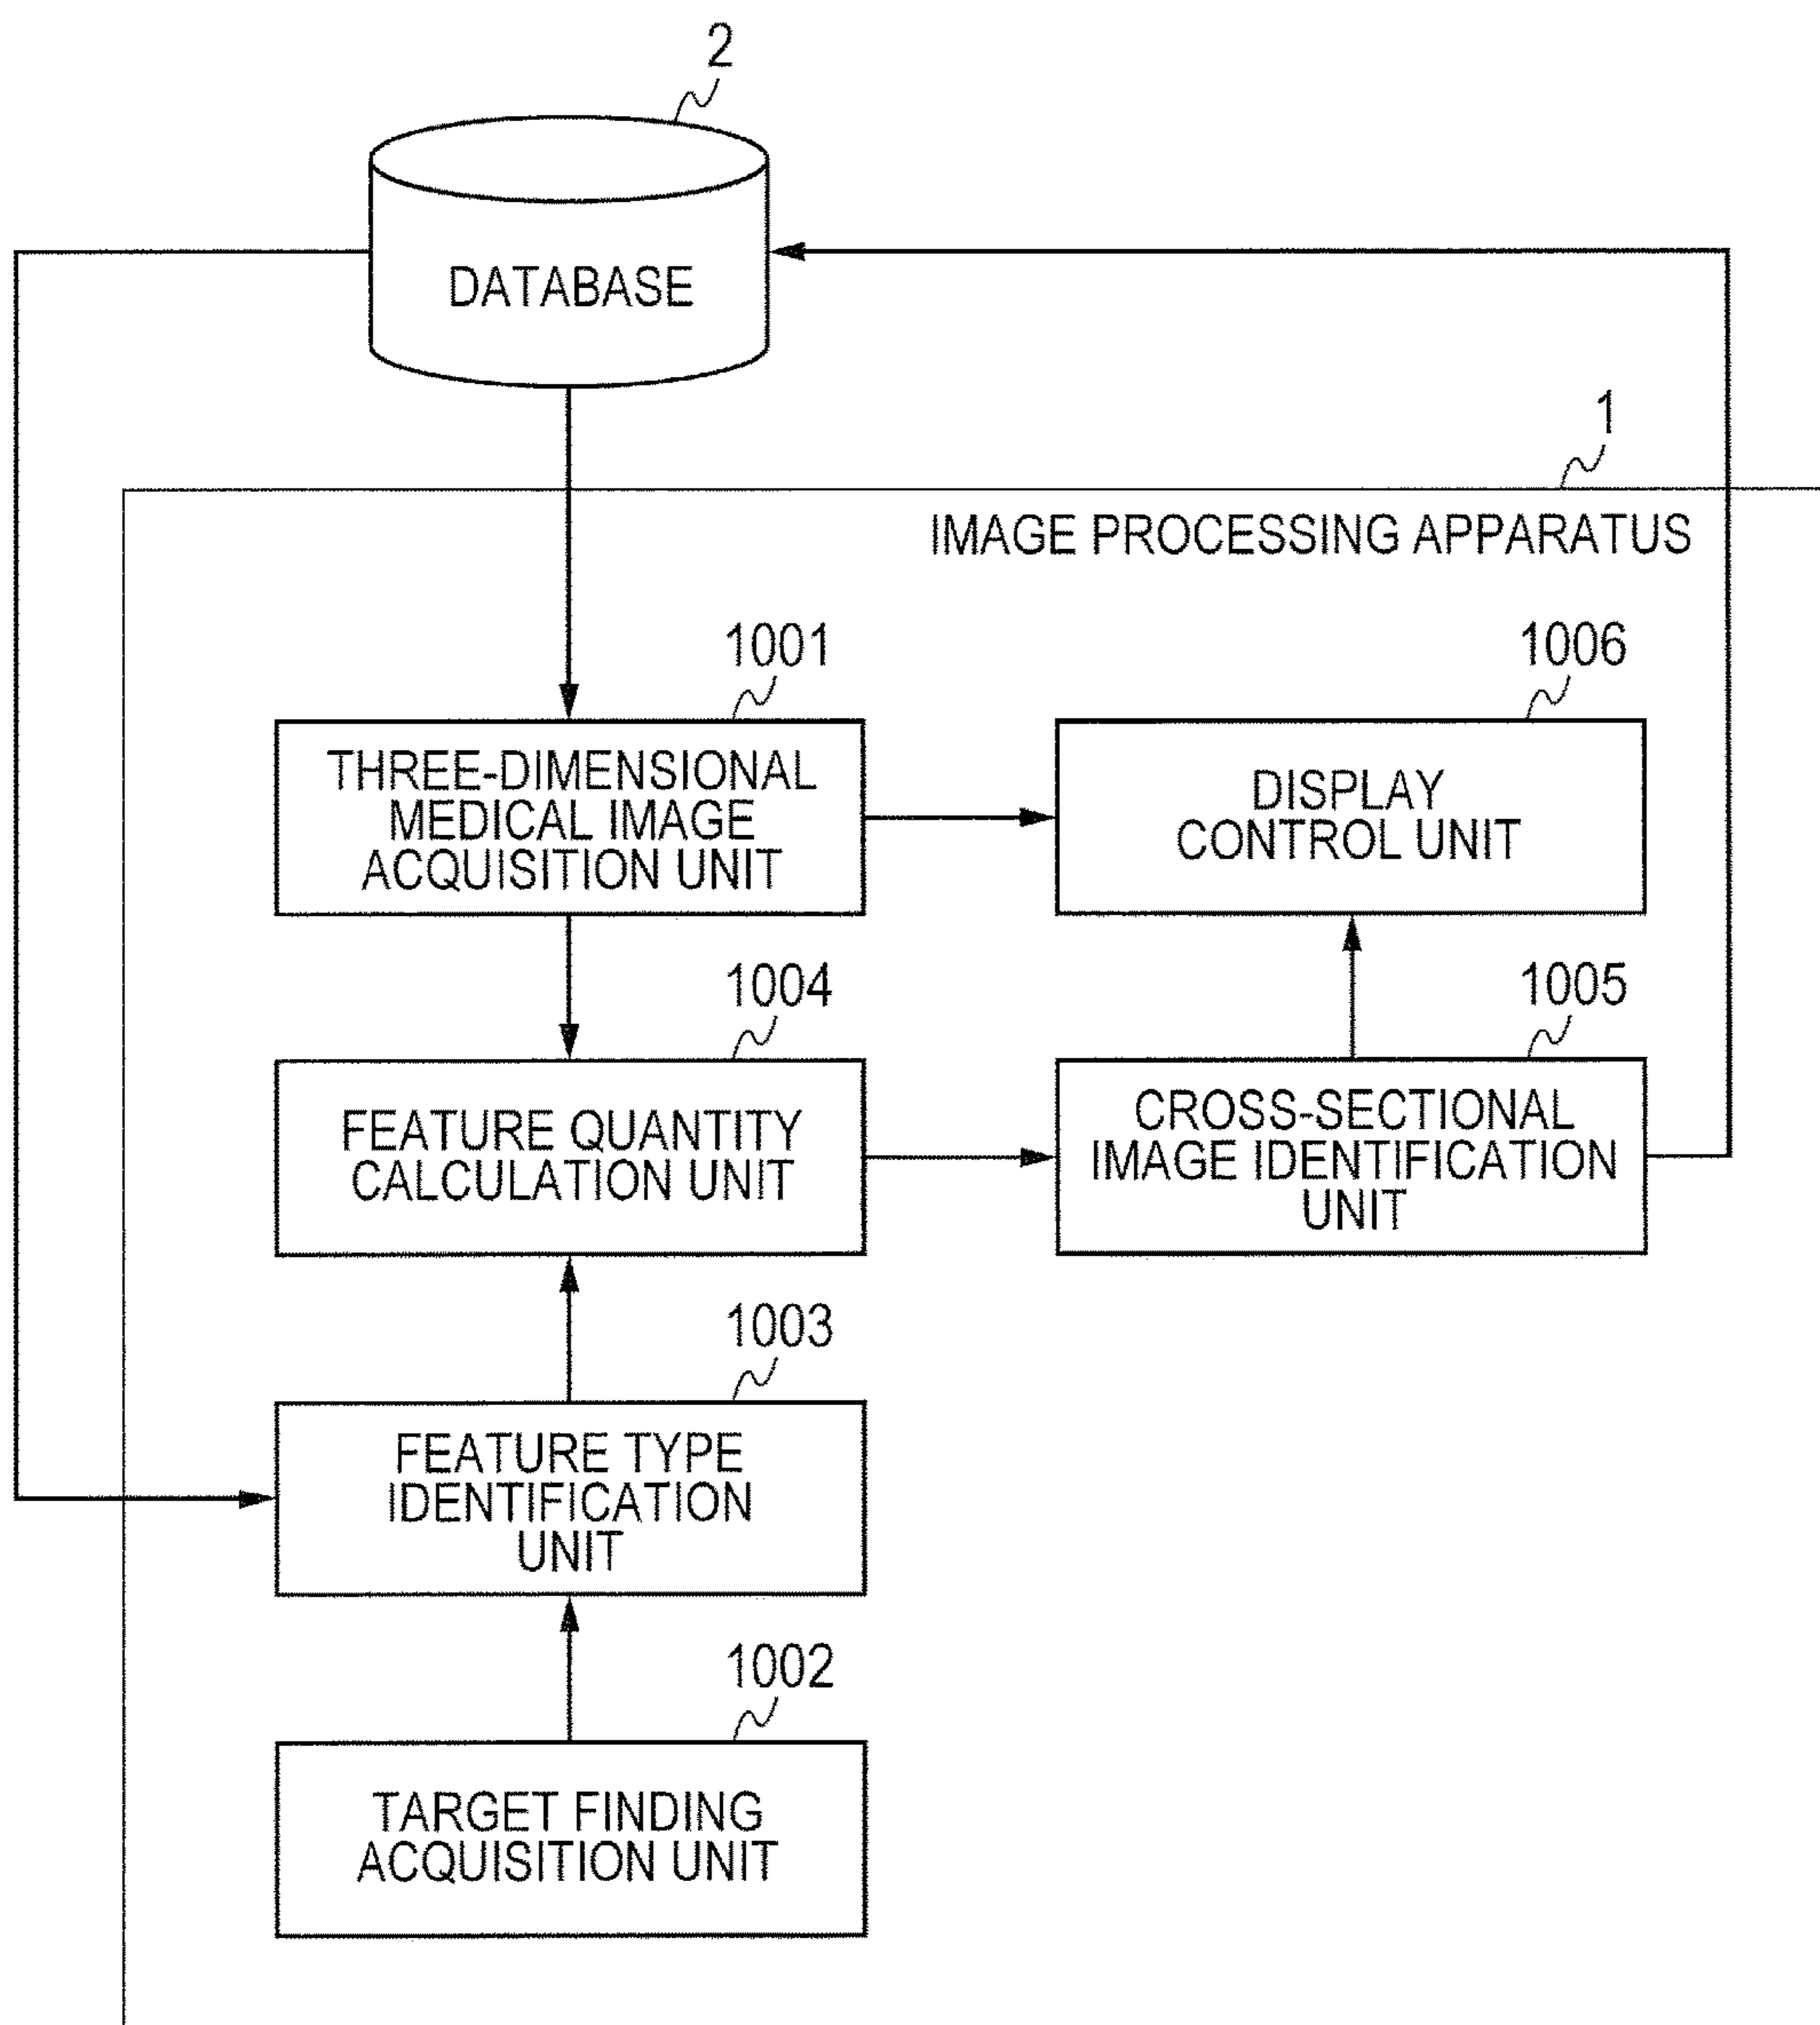 2
DATABASE
1
IMAGE PROCESSING APPARATUS
1001
THREE-DIMENSIONAL
MEDICAL IMAGE
ACQUISITION UNIT
1006
DISPLAY
CONTROL UNIT
1004
FEATURE QUANTITY
CALCULATION UNIT
1005
CROSS-SECTIONAL
IMAGE IDENTIFICATION
UNIT
1003
FEATURE TYPE
IDENTIFICATION
UNIT
1002
TARGET FINDING
ACQUISITION UNIT